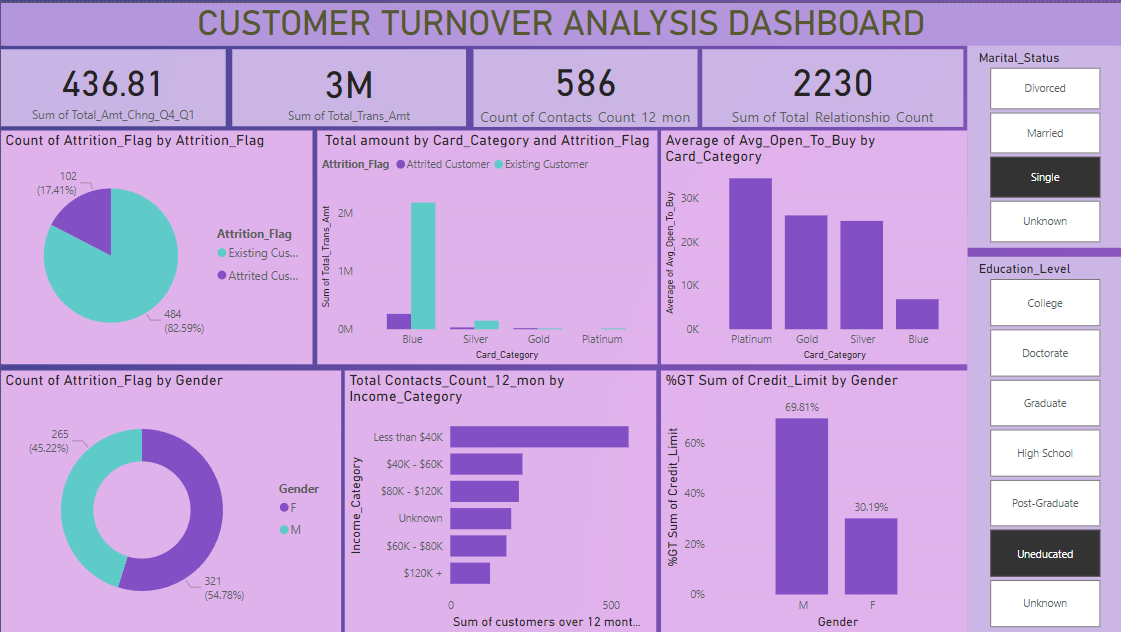 CUSTOMER TURNOVER ANALYSIS DASHBOARD
436.81
Sum of Total_Amt_Chng_Q4_Q1
3M
Sum of Total_Trans_Amt
586
Count of Contacts Count 12 mon
2230
Sum of Total Relationship Count
Marital_Status
Divorced
Married
Single
Unknown
Count of Attrition_Flag by Attrition_Flag
102
(17.41%)
484
(82.59%)
Attrition_Flag
Existing Cus...
Attrited Cus...
Total amount by Card_Category and Attrition_Flag
Attrition_Flag Attrited Customer Existing Customer
Sum of Total_Trans_Amt
2M
1M
0M
Blue Silver Gold Platinum
Card_Category
Average of Avg_Open_To_Buy by
Card_Category
Average of Avg_Open_To_Buy
30K
20K
10K
0K
Platinum Gold Silver Blue
Card_Category
Education_Level
College
Doctorate
Graduate
High School
Post-Graduate
Uneducated
Unknown
Count of Attrition_Flag by Gender
265
(45.22%)
321
(54.78%)
Gender
F
M
Total Contacts_Count_12_mon by
Income_Category
Income_Category
Less than $40K
$40K - $60K
$80K - $120K
Unknown
$60K - $80K
$120K +
0 500
Sum of customers over 12 mont...
%GT Sum of Credit_Limit by Gender
%GT Sum of Credit_Limit
60%
40%
20%
0%
69.81%
30.19%
M F
Gender